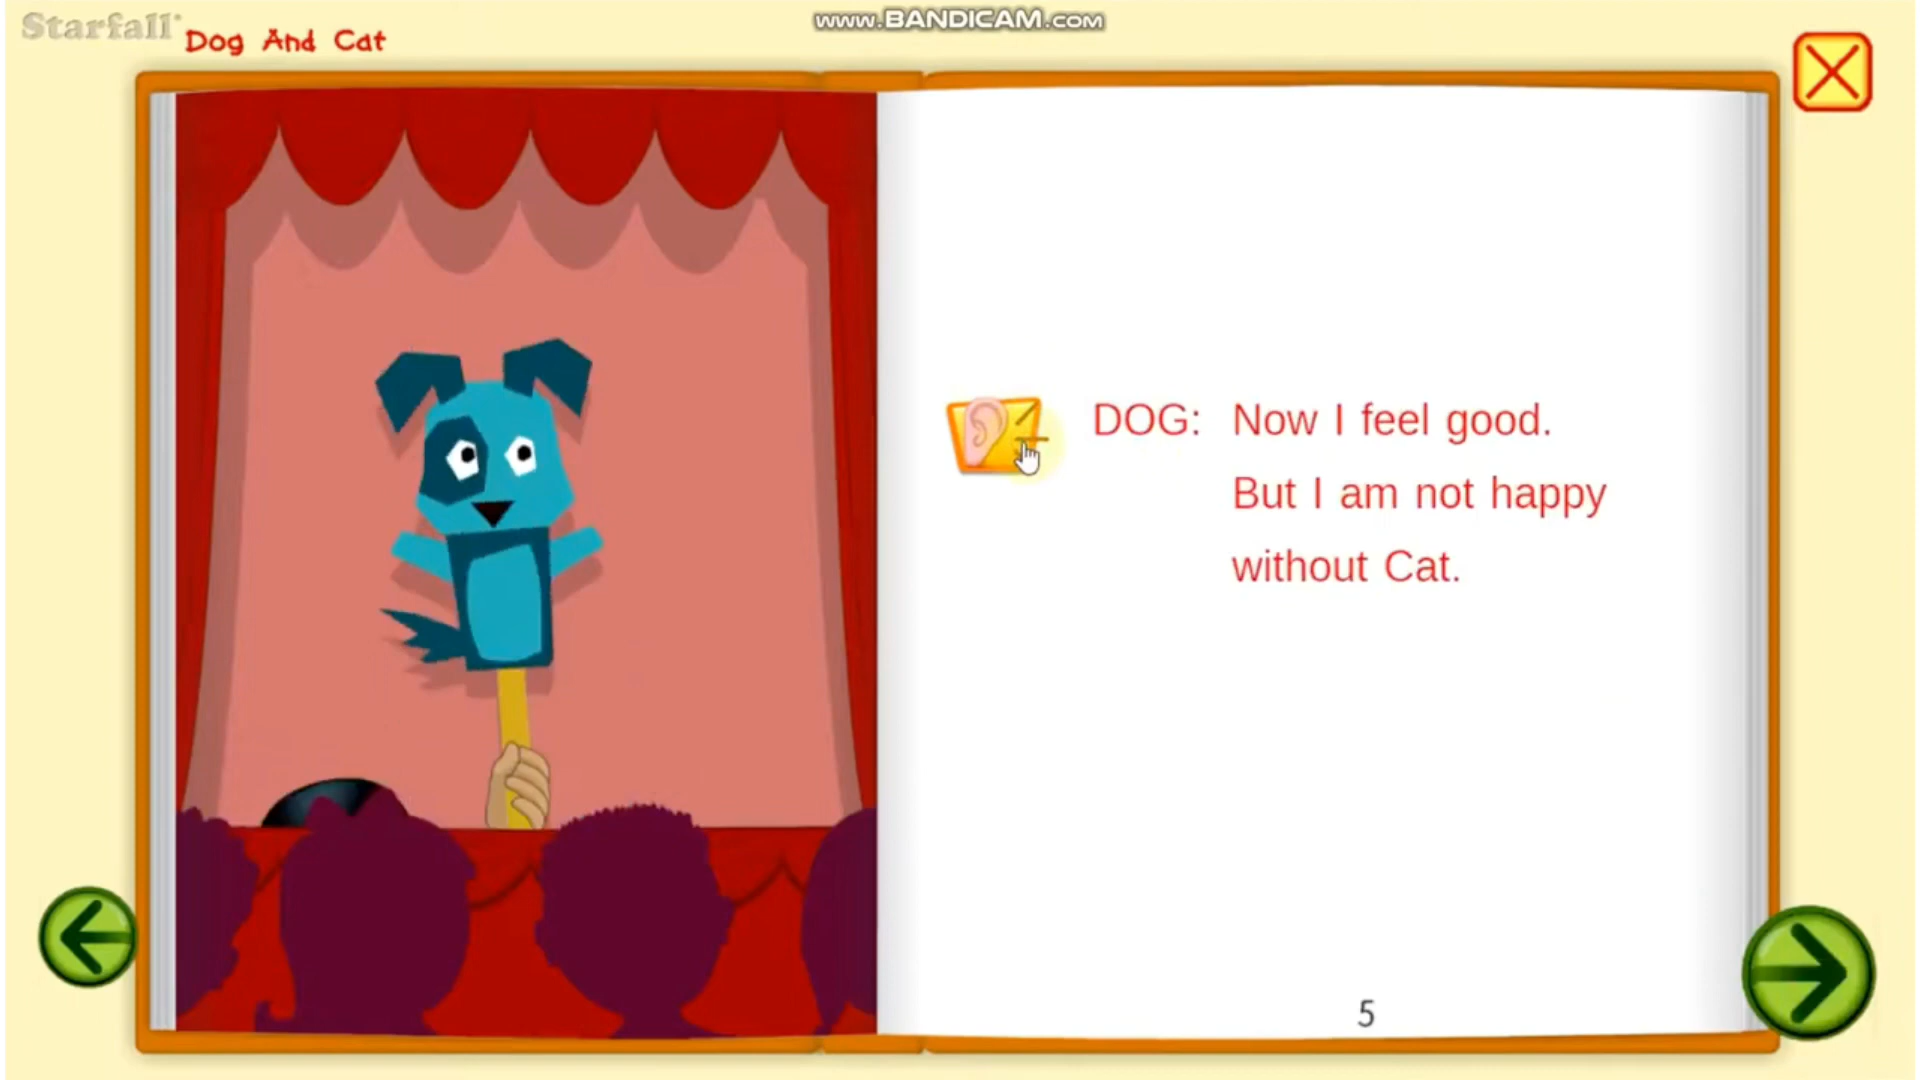 Starfall
www.BANDICAM.com
Dog And Cat
DOG: Now I feel good.
But I am not happy
without Cat.
5